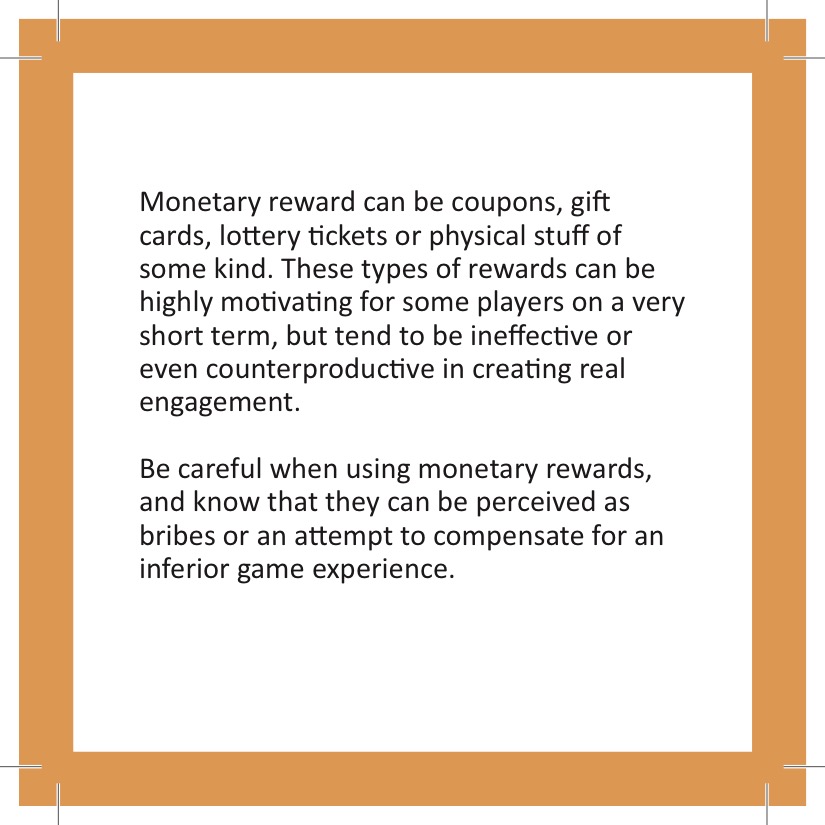 Monetary reward can be coupons, gift
cards, lottery tickets or physical stuff of
some kind. These types of rewards can be
highly motivating for some players on a very
short term, but tend to be ineffective or
even counterproductive in creating real
engagement.
Be careful when using monetary rewards,
and know that they can be perceived as
bribes or an attempt to compensate for an
inferior game experience.